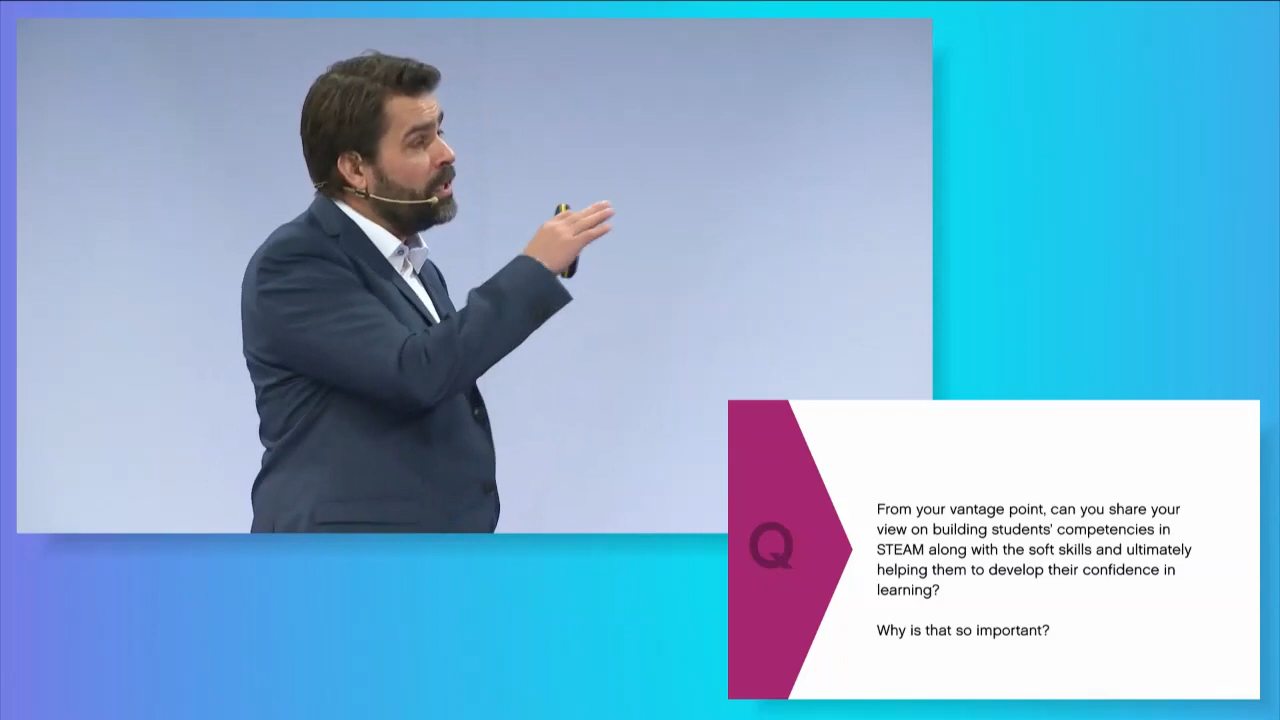 Q
From your vantage point, can you share your
view on building students' competencies in
STEAM along with the soft skills and ultimately
helping them to develop their confidence in
learning?
Why is that so important?